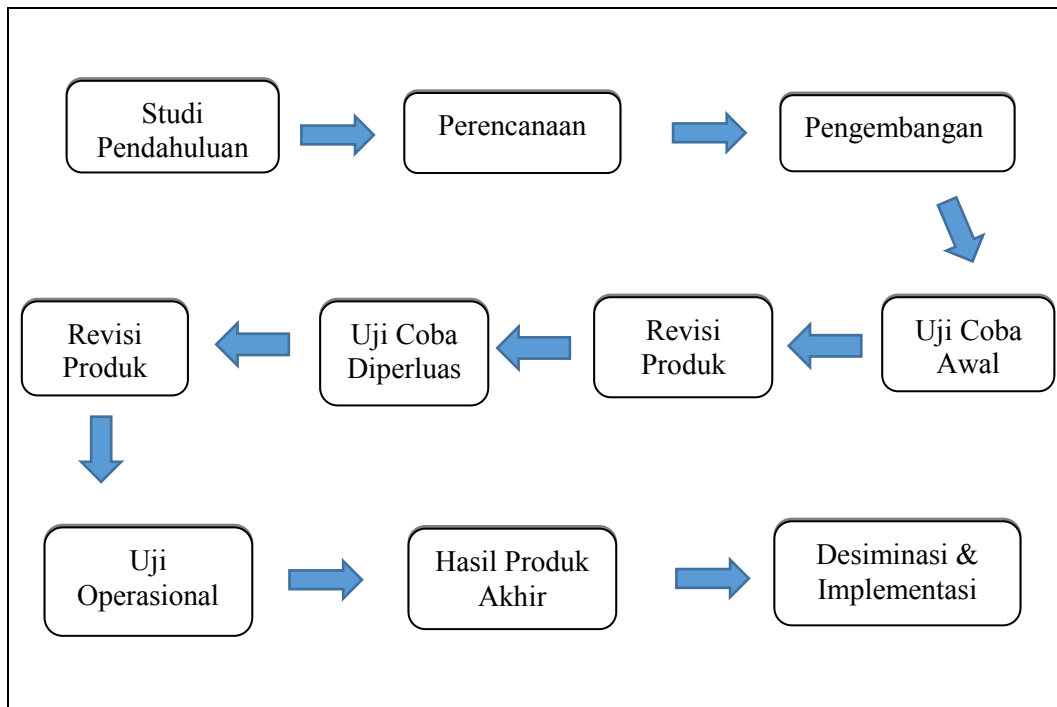 Studi
Pendahuluan
Perencanaan
Pengembangan
Uji Coba
Awal
Revisi
Produk
Uji Coba
Diperluas
Revisi
Produk
Uji
Operasional
Hasil Produk
Akhir
Desiminasi &
Implementasi